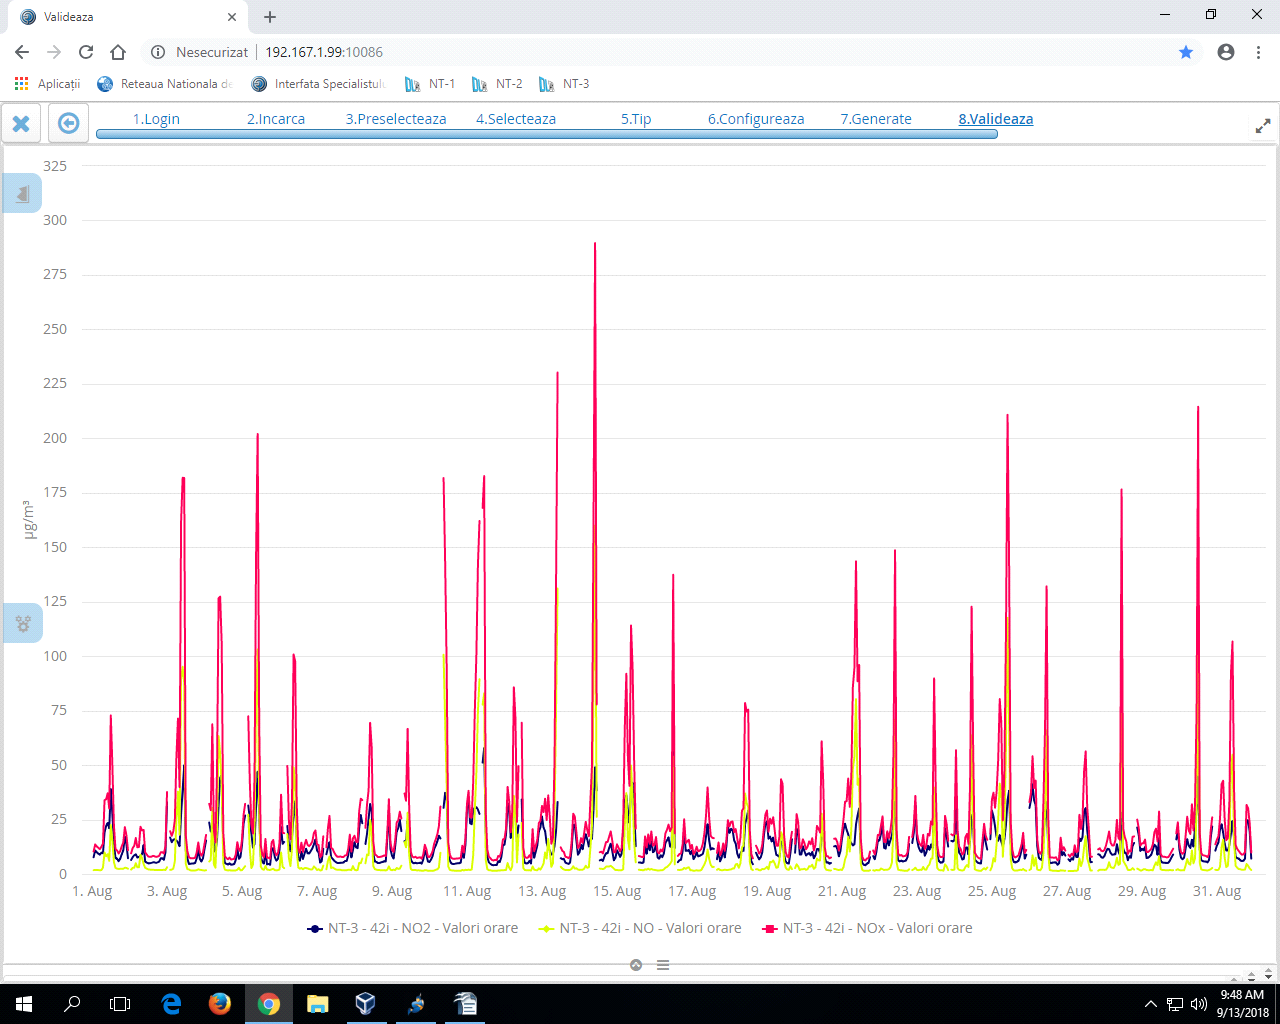 Valideaza
Nesecurizat 192.167.1.99:10086
Aplicații Reteaua Nationala de Interfata Specialistulu NT-1 NT-2 NT-3
1.Login 2.Incarca 3.Preselecteaza 4.Selecteaza 5.Tip 6.Configureaza 7.Generate 8.Valideaza
325
300
275
250
225
200
175
150
125
100
75
50
25
0
µg/m³
1. Aug 3. Aug 5. Aug 7. Aug 9. Aug 11. Aug 13. Aug 15. Aug 17. Aug 19. Aug 21. Aug 23. Aug 25. Aug 27. Aug 29. Aug 31. Aug
NT-3 - 42i - NO2 - Valori orare NT-3 - 42i - NO - Valori orare NT-3 - 42i - NOx - Valori orare
9:48 AM
9/13/2018